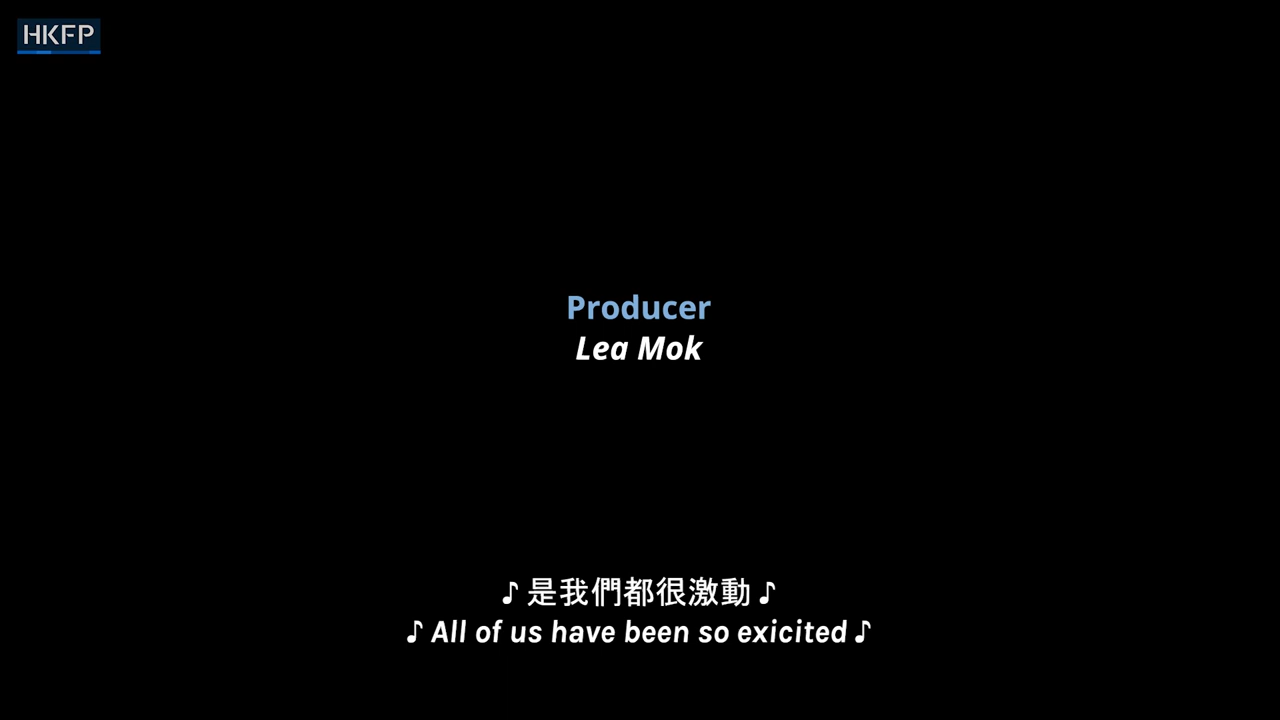 HKFP
Producer
Lea Mok
♪ 是我們都很激動 ♪
♪ All of us have been so exicited ♪